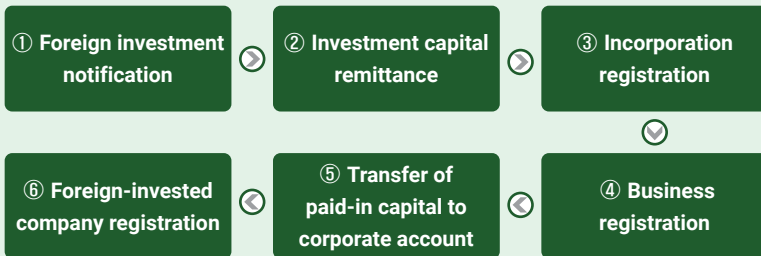 ① Foreign investment
notification
② Investment capital
remittance
③ Incorporation
registration
④ Business
registration
⑤ Transfer of
paid-in capital to
corporate account
⑥ Foreign-invested
company registration